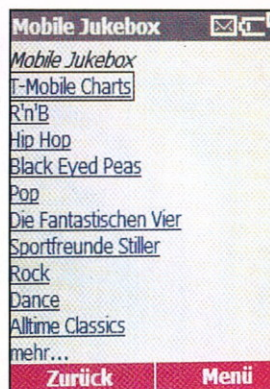 Mobile Jukebox
Mobile Jukebox
T-Mobile Charts
R'n'B
Hip Hop
Black Eyed Peas
Pop
Die Fantastischen Vier
Sportfreunde Stiller
Rock
Dance
Alltime Classics
mehr...
Zurück Menü